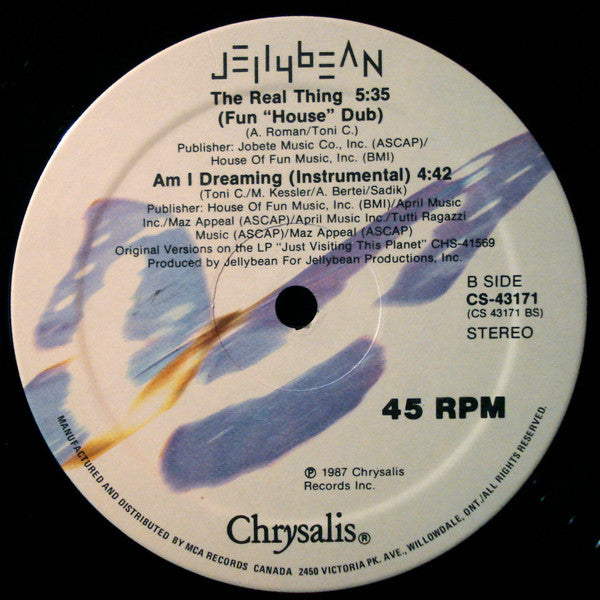 JELLYBEAN
The Real Thing 5:35
(Fun "House" Dub)
(A. Roman/Toni C.)
Publisher: Jobete Music Co., Inc. (ASCAP)/
House Of Fun Music, Inc. (BMI)
Am I Dreaming (Instrumental) 4:42
(Toni C./M. Kessler/A. Bertei/Sadik)
Publisher: House Of Fun Music, Inc. (BMI)/April Music
Inc./Maz Appeal (ASCAP)/April Music Inc./Tutti Ragazzi
Music (ASCAP)/Maz Appeal (ASCAP)
Original Versions on the LP "Just Visiting This Planet" CHS-41569
Produced by Jellybean For Jellybean Productions, Inc.
B SIDE
CS-43171
(CS 43171 BS)
STEREO
45 RPM
℗ 1987 Chrysalis
Records Inc.
Chrysalis®
MANUFACTURED AND DISTRIBUTED BY MCA RECORDS CANADA 2450 VICTORIA PK. AVE., WILLOWDALE, ONT./ALL RIGHTS RESERVED.